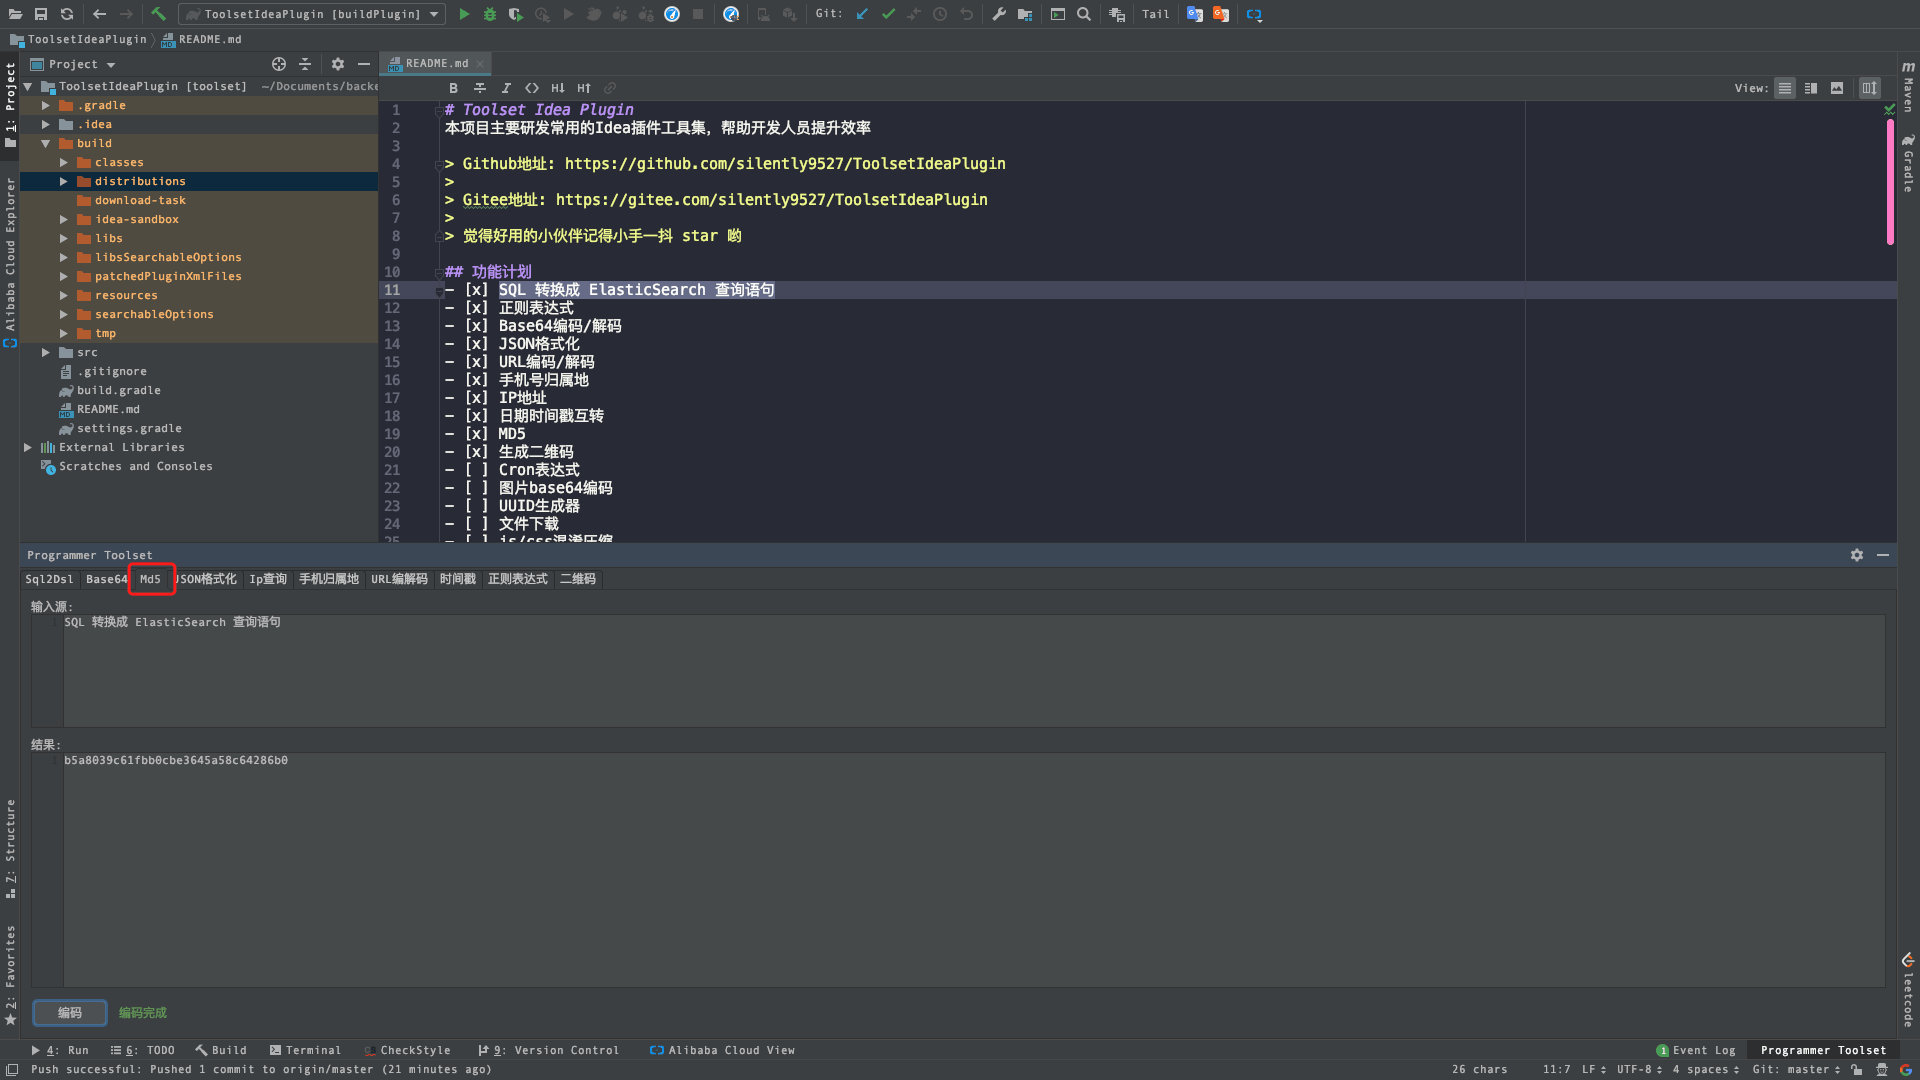 ToolsetIdeaPlugin [buildPlugin]
Git:
Tail
ToolsetIdeaPlugin
README.md
Project
README.md
ToolsetIdeaPlugin [toolset] ~/Documents/backe
.gradle
.idea
build
classes
distributions
download-task
idea-sandbox
libs
libsSearchableOptions
patchedPluginXmlFiles
resources
searchableOptions
tmp
src
.gitignore
build.gradle
README.md
settings.gradle
External Libraries
Scratches and Consoles
1: Project
Alibaba Cloud Explorer
7: Structure
2: Favorites
B I <> H↓ H↑
View:
1 # Toolset Idea Plugin
2 本项目主要研发常用的Idea插件工具集, 帮助开发人员提升效率
3
4 > Github地址: https://github.com/silently9527/ToolsetIdeaPlugin
5 >
6 > Gitee地址: https://gitee.com/silently9527/ToolsetIdeaPlugin
7 >
8 > 觉得好用的小伙伴记得小手一抖 star 哟
9
10 ## 功能计划
11 - [x] SQL 转换成 ElasticSearch 查询语句
12 - [x] 正则表达式
13 - [x] Base64编码/解码
14 - [x] JSON格式化
15 - [x] URL编码/解码
16 - [x] 手机号归属地
17 - [x] IP地址
18 - [x] 日期时间戳互转
19 - [x] MD5
20 - [x] 生成二维码
21 - [ ] Cron表达式
22 - [ ] 图片base64编码
23 - [ ] UUID生成器
24 - [ ] 文件下载
25 - [ ] js/css混淆压缩
Maven
Gradle
leetcode
Programmer Toolset
Sql2Dsl Base64 Md5 JSON格式化 Ip查询 手机归属地 URL编解码 时间戳 正则表达式 二维码
输入源:
1 SQL 转换成 ElasticSearch 查询语句
结果:
1 b5a8039c61fbb0cbe3645a58c64286b0
编码 编码完成
4: Run 6: TODO Build Terminal CheckStyle 9: Version Control Alibaba Cloud View 1 Event Log Programmer Toolset
Push successful: Pushed 1 commit to origin/master (21 minutes ago) 26 chars 11:7 LF UTF-8 4 spaces Git: master